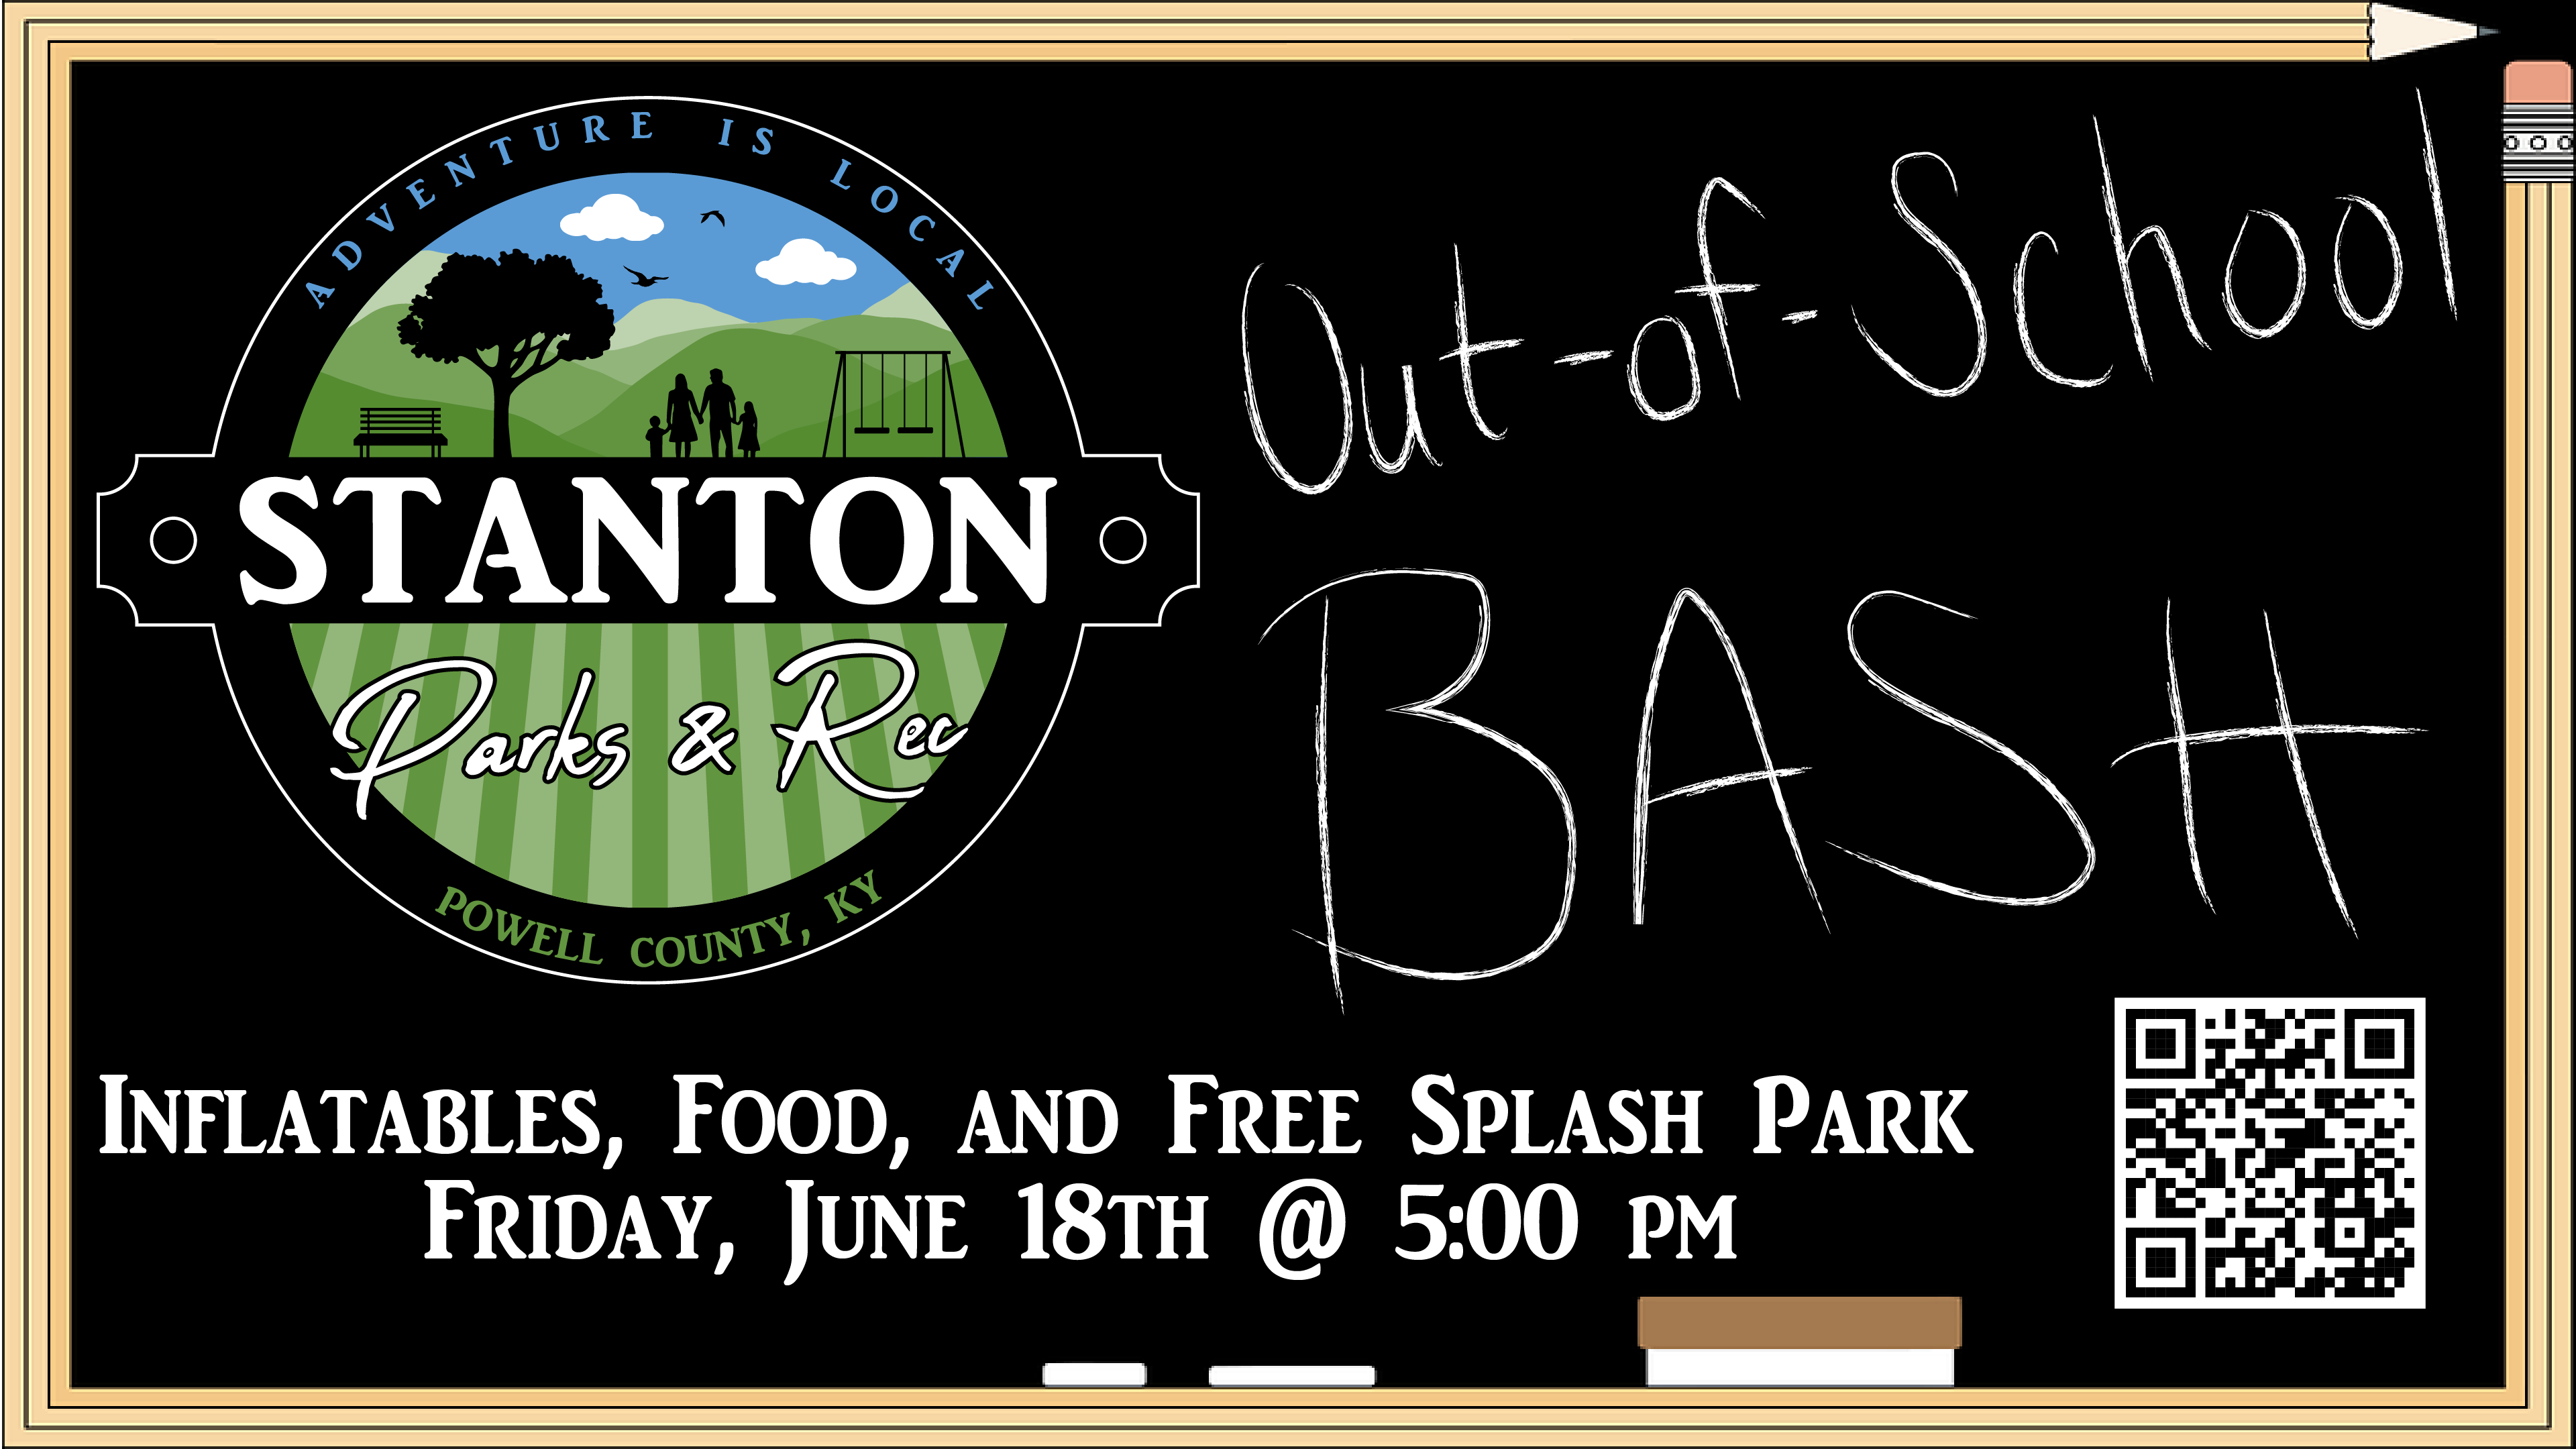 ADVENTURE IS LOCAL
STANTON
Parks & Rec
POWELL COUNTY, KY
Out-of-School
BASH
Inflatables, Food, and Free Splash Park
Friday, June 18th @ 5:00 pm